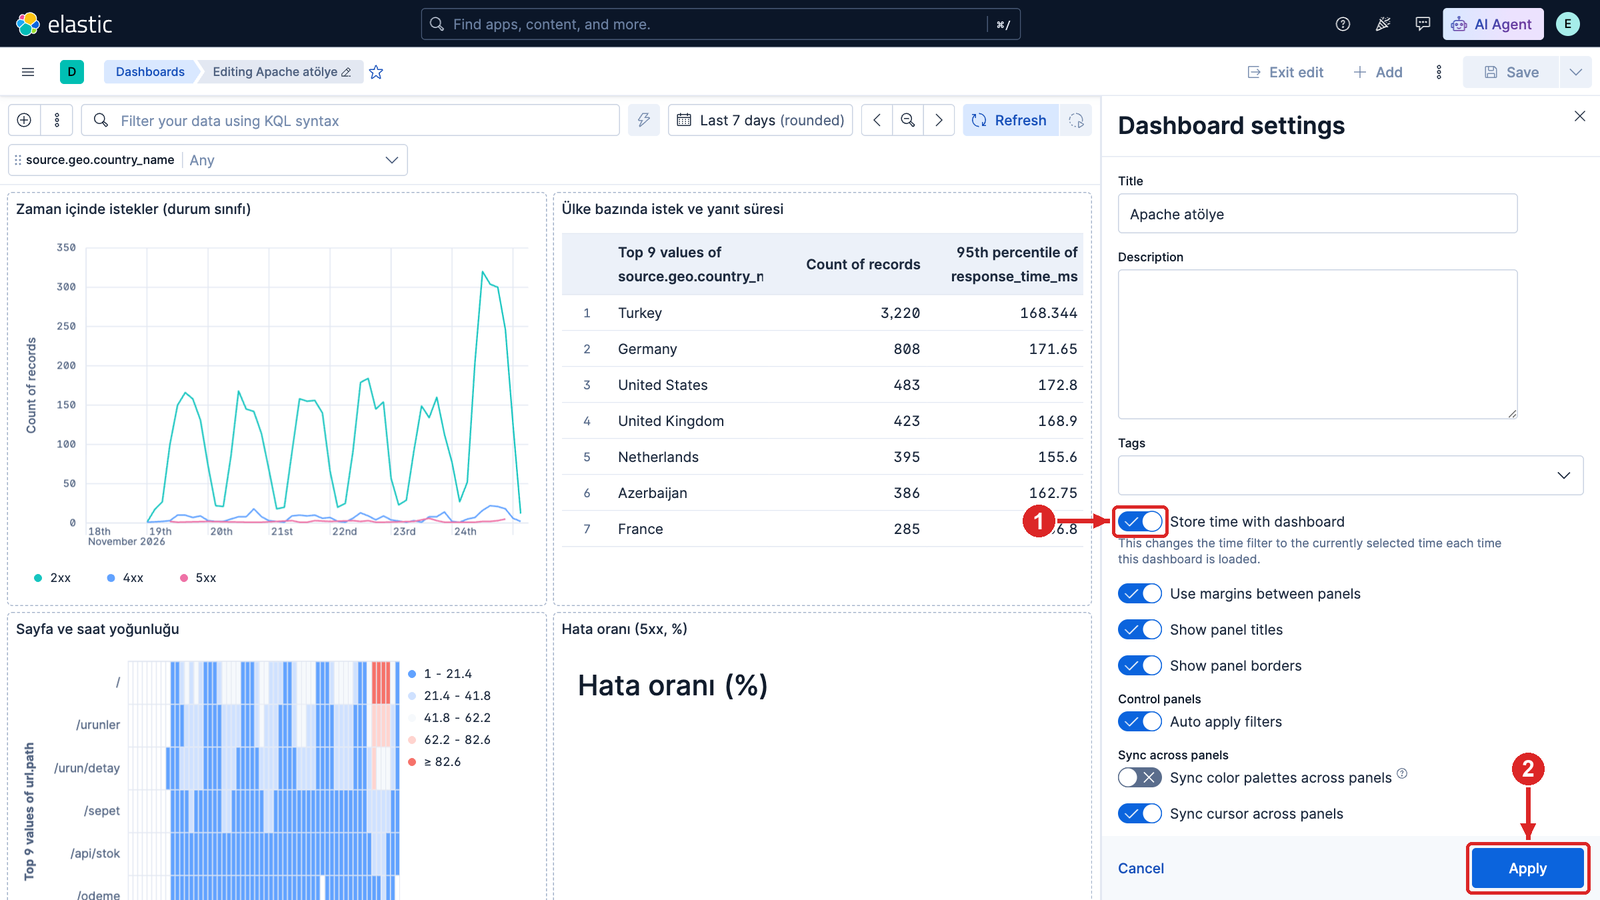 elastic
Find apps, content, and more.
⌘/
AI Agent
E
D
Dashboards
Editing Apache atölye
Exit edit
Add
Save
Filter your data using KQL syntax
Last 7 days (rounded)
Refresh
source.geo.country_name
Any
Zaman içinde istekler (durum sınıfı)
Count of records
350
300
250
200
150
100
50
0
18th
19th
20th
21st
22nd
23rd
24th
November 2026
2xx
4xx
5xx
Ülke bazında istek ve yanıt süresi
Top 9 values of source.geo.country_n
Count of records
95th percentile of response_time_ms
1 Turkey 3,220 168.344
2 Germany 808 171.65
3 United States 483 172.8
4 United Kingdom 423 168.9
5 Netherlands 395 155.6
6 Azerbaijan 386 162.75
7 France 285 6.8
Sayfa ve saat yoğunluğu
Top 9 values of url.path
/
/urunler
/urun/detay
/sepet
/api/stok
/odeme
1 - 21.4
21.4 - 41.8
41.8 - 62.2
62.2 - 82.6
≥ 82.6
Hata oranı (5xx, %)
Hata oranı (%)
Dashboard settings
Title
Apache atölye
Description
Tags
1
Store time with dashboard
This changes the time filter to the currently selected time each time
this dashboard is loaded.
Use margins between panels
Show panel titles
Show panel borders
Control panels
Auto apply filters
Sync across panels
Sync color palettes across panels
Sync cursor across panels
2
Cancel
Apply